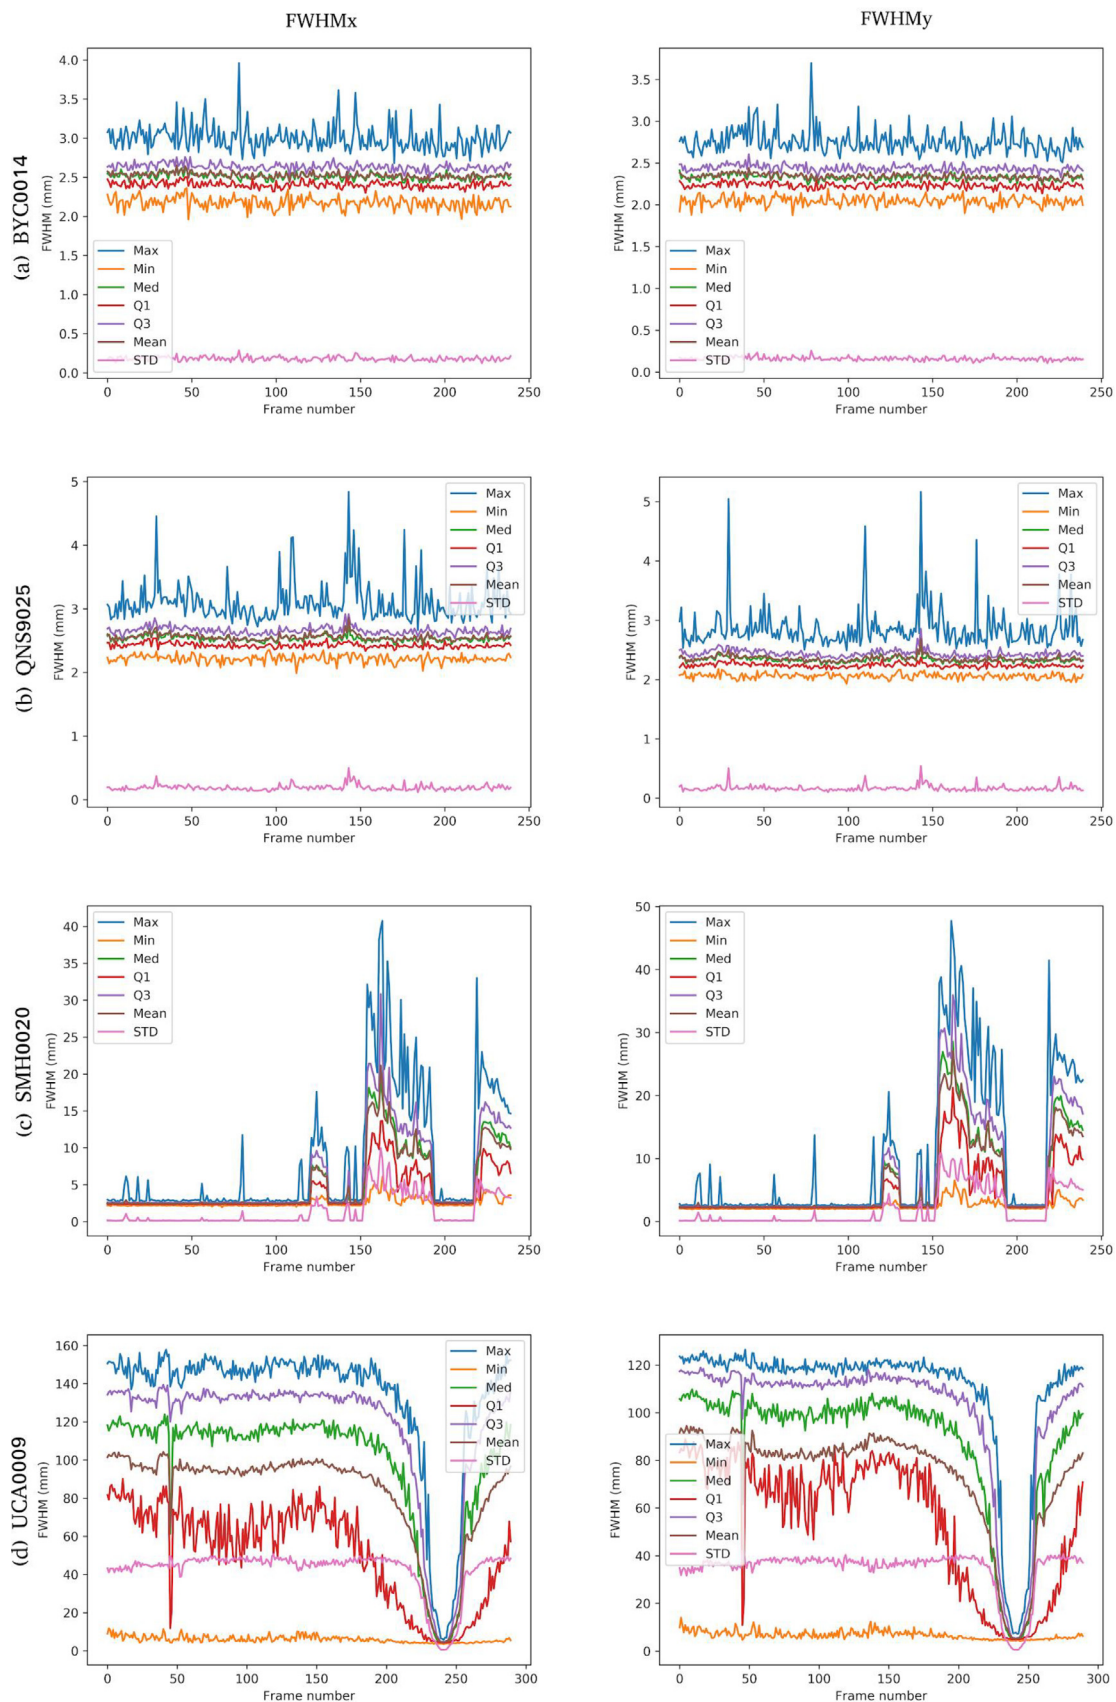 FWHMx
FWHMy
(a) BYC0014
4.0
3.5
3.0
2.5
2.0
1.5
1.0
0.5
0.0
FWHM (mm)
Max
Min
Med
Q1
Q3
Mean
STD
0 50 100 150 200 250
Frame number
3.5
3.0
2.5
2.0
1.5
1.0
0.5
0.0
FWHM (mm)
Max
Min
Med
Q1
Q3
Mean
STD
0 50 100 150 200 250
Frame number
(b) QNS9025
5
4
3
2
1
0
FWHM (mm)
Max
Min
Med
Q1
Q3
Mean
STD
0 50 100 150 200 250
Frame number
5
4
3
2
1
0
FWHM (mm)
Max
Min
Med
Q1
Q3
Mean
STD
0 50 100 150 200 250
Frame number
(c) SMH0020
40
35
30
25
20
15
10
5
0
FWHM (mm)
Max
Min
Med
Q1
Q3
Mean
STD
0 50 100 150 200 250
Frame number
50
40
30
20
10
0
FWHM (mm)
Max
Min
Med
Q1
Q3
Mean
STD
0 50 100 150 200 250
Frame number
(d) UCA0009
160
140
120
100
80
60
40
20
0
FWHM (mm)
Max
Min
Med
Q1
Q3
Mean
STD
0 50 100 150 200 250 300
Frame number
120
100
80
60
40
20
0
FWHM (mm)
Max
Min
Med
Q1
Q3
Mean
STD
0 50 100 150 200 250 300
Frame number